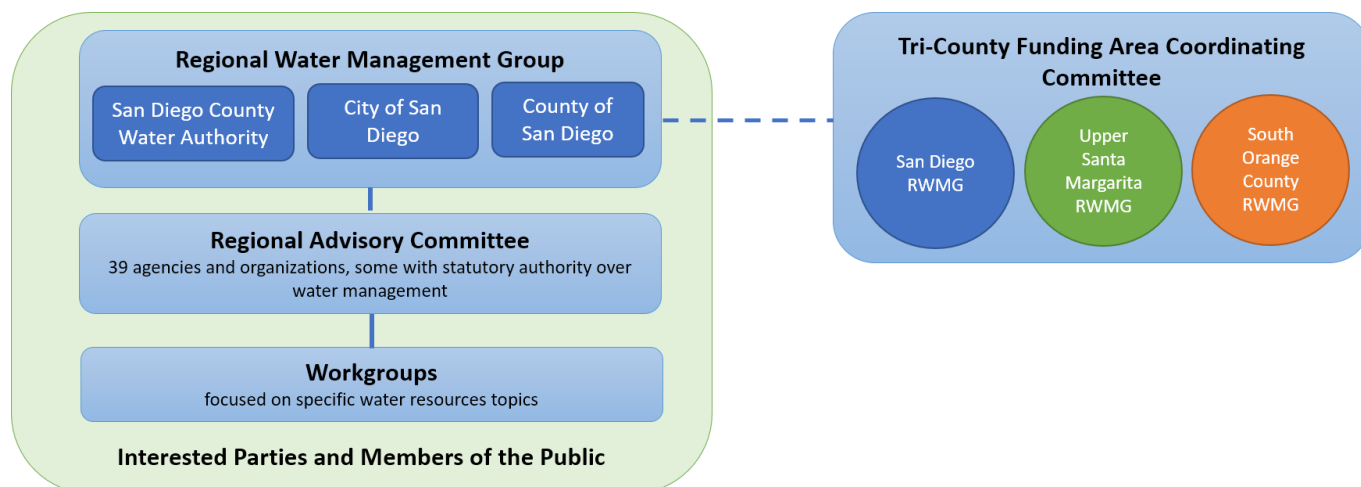 Regional Water Management Group
San Diego County
Water Authority
City of San
Diego
County of
San Diego
Regional Advisory Committee
39 agencies and organizations, some with statutory authority over
water management
Workgroups
focused on specific water resources topics
Interested Parties and Members of the Public
Tri-County Funding Area Coordinating
Committee
San Diego
RWMG
Upper
Santa
Margarita
RWMG
South
Orange
County
RWMG